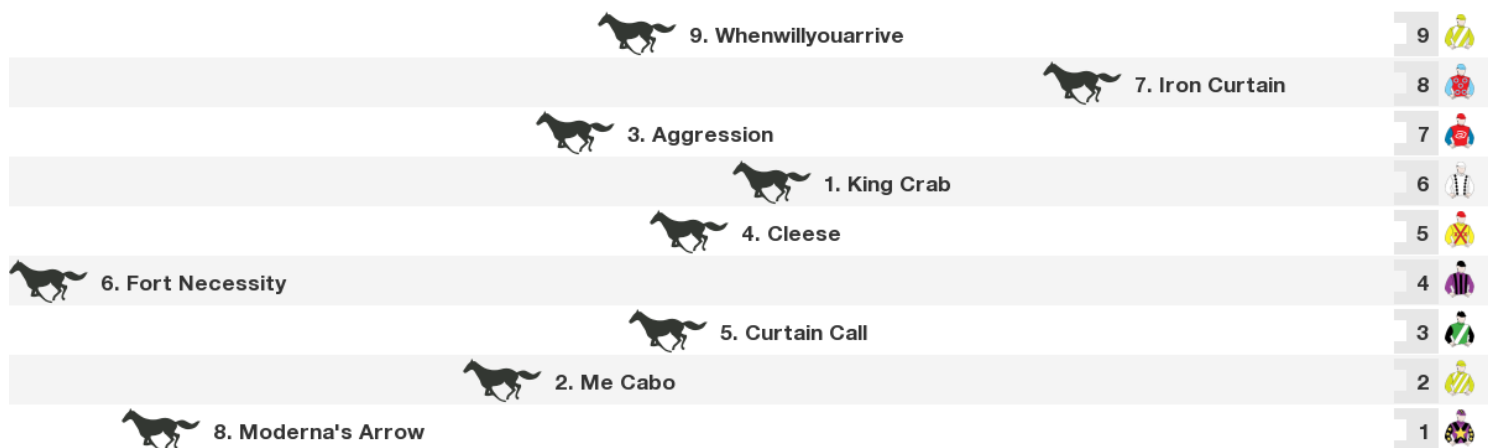 9. Whenwillyouarrive 9
7. Iron Curtain 8
3. Aggression 7
1. King Crab 6
4. Cleese 5
6. Fort Necessity 4
5. Curtain Call 3
2. Me Cabo 2
8. Moderna's Arrow 1